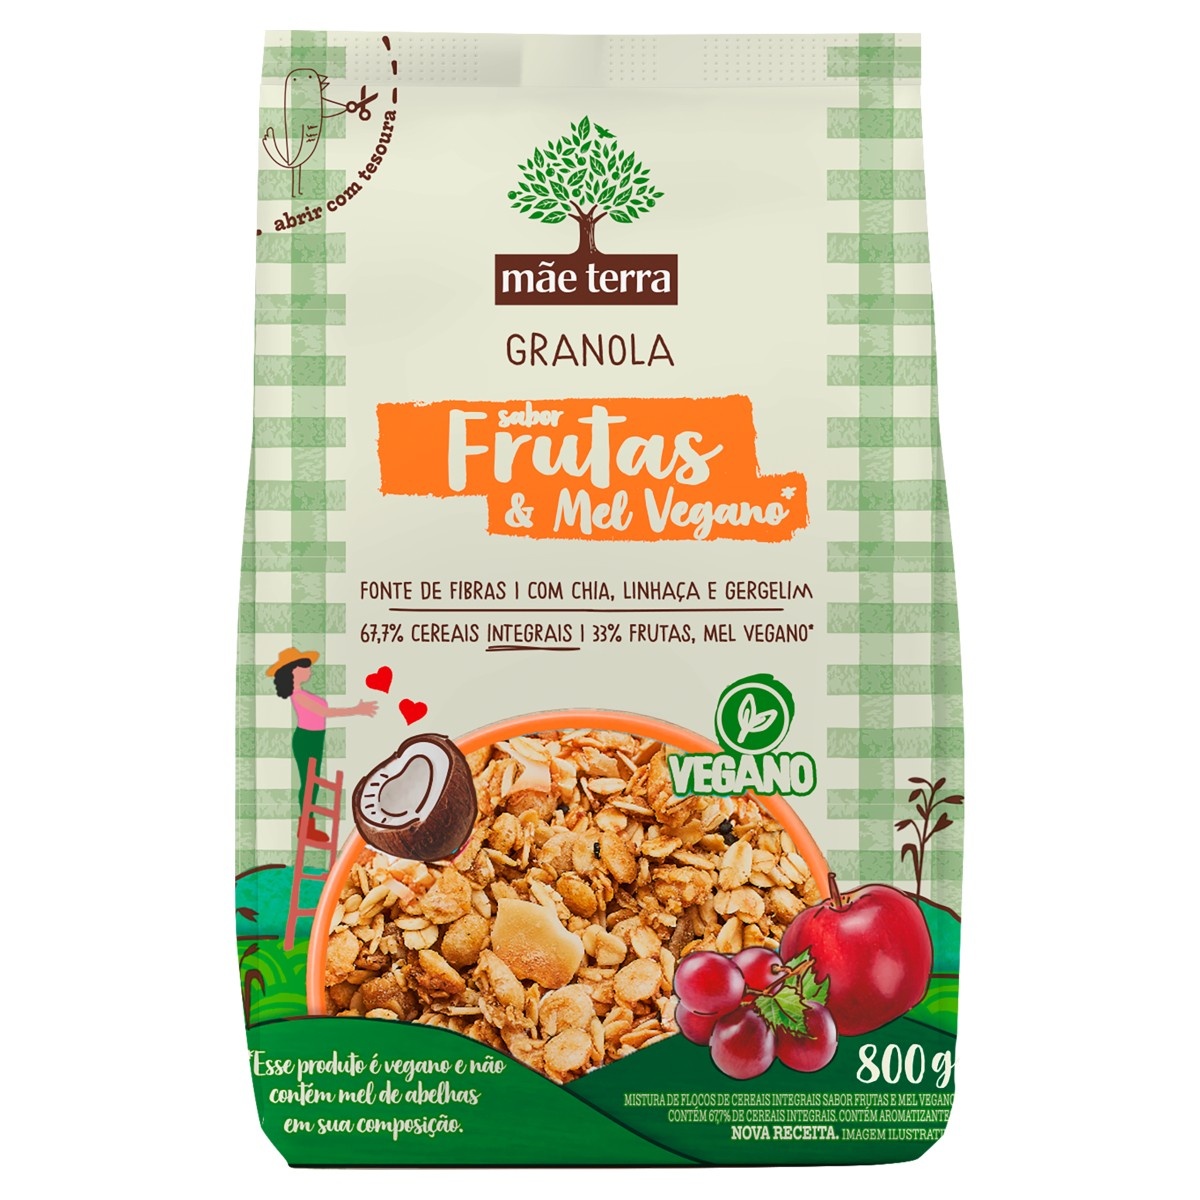 abrir com tesoura
mãe terra
GRANOLA
sabor
Frutas
& Mel Vegano*
FONTE DE FIBRAS | COM CHIA, LINHAÇA E GERGELIM
67,7% CEREAIS INTEGRAIS | 33% FRUTAS, MEL VEGANO*
VEGANO
*Esse produto é vegano e não
contém mel de abelhas
em sua composição.
800 g
MISTURA DE FLOCOS DE CEREAIS INTEGRAIS SABOR FRUTAS E MEL VEGANO
CONTÉM 67,7% DE CEREAIS INTEGRAIS. CONTÉM AROMATIZANTE
NOVA RECEITA. IMAGEM ILUSTRAT